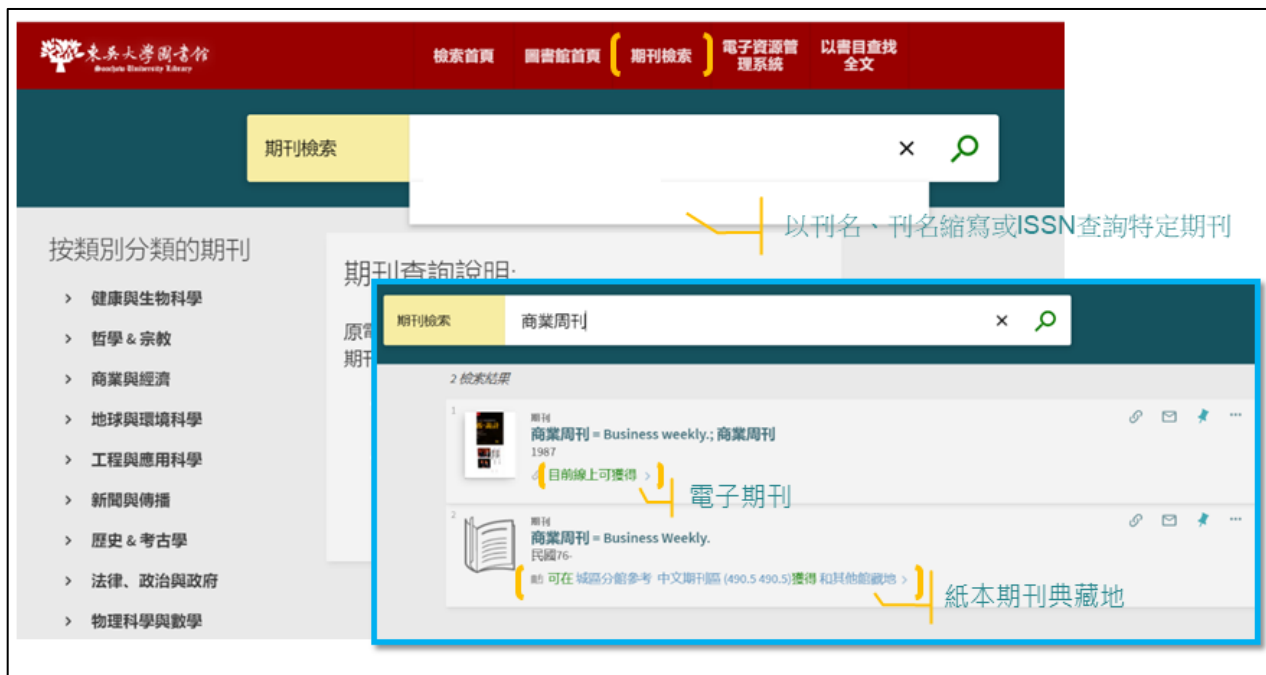 東吳大學圖書館
Soochow University Library
檢索首頁
圖書館首頁
期刊檢索
電子資源管
理系統
以書目查找
全文
期刊檢索
以刊名、刊名縮寫或ISSN查詢特定期刊
按類別分類的期刊
健康與生物科學
哲學 & 宗教
商業與經濟
地球與環境科學
工程與應用科學
新聞與傳播
歷史 & 考古學
法律、政治與政府
物理科學與數學
期刊查詢說明:
原電
期刊
期刊檢索
商業周刊
2 檢索結果
1
期刊
商業周刊 = Business weekly.; 商業周刊
1987
目前線上可獲得
電子期刊
2
期刊
商業周刊 = Business Weekly.
民國76-
可在 城區分館參考 中文期刊區 (490.5 490.5)獲得 和其他館藏地
紙本期刊典藏地